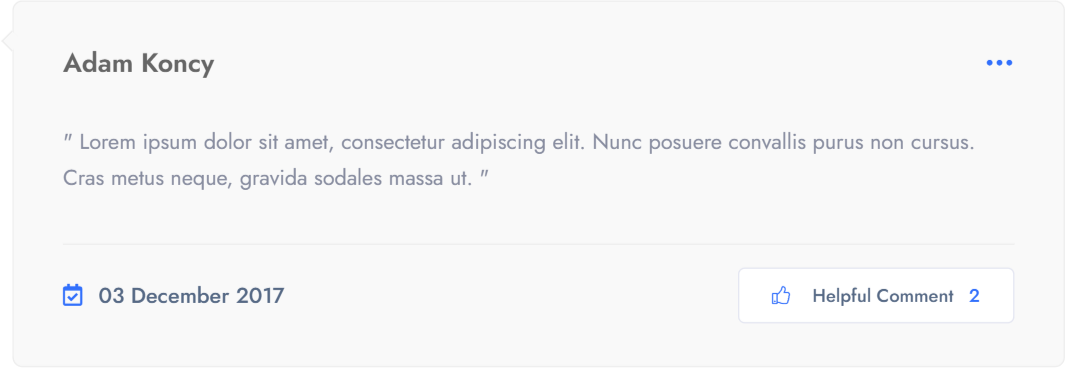 Adam Koncy
" Lorem ipsum dolor sit amet, consectetur adipiscing elit. Nunc posuere convallis purus non cursus.
Cras metus neque, gravida sodales massa ut. "
03 December 2017
Helpful Comment 2